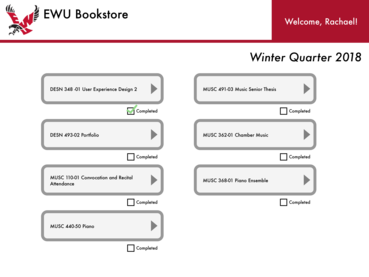 EWU Bookstore
Welcome, Rachael!
Winter Quarter 2018
DESN 348 -01 User Experience Design 2
Completed
DESN 493-02 Portfolio
Completed
MUSC 110-01 Convocation and Recital
Attendance
Completed
MUSC 440-50 Piano
Completed
MUSC 491-03 Music Senior Thesis
Completed
MUSC 362-01 Chamber Music
Completed
MUSC 368-01 Piano Ensemble
Completed